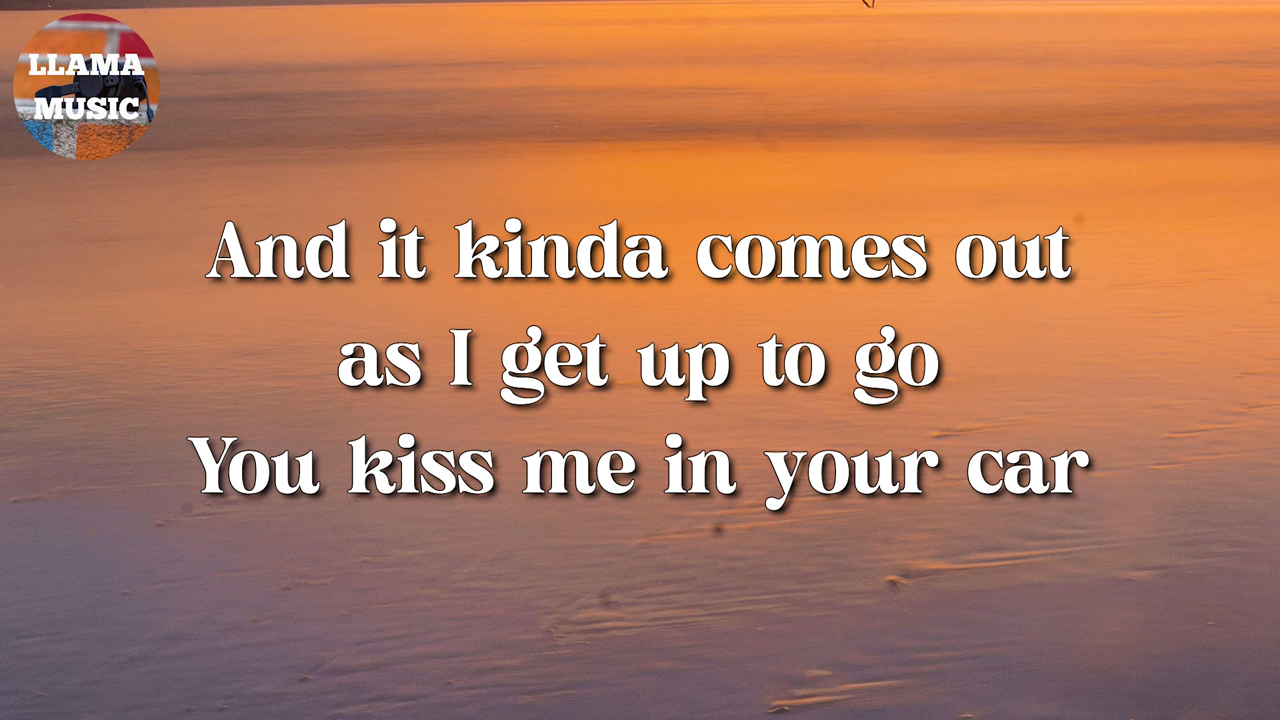 LLAMA
MUSIC
And it kinda comes out
as I get up to go
You kiss me in your car